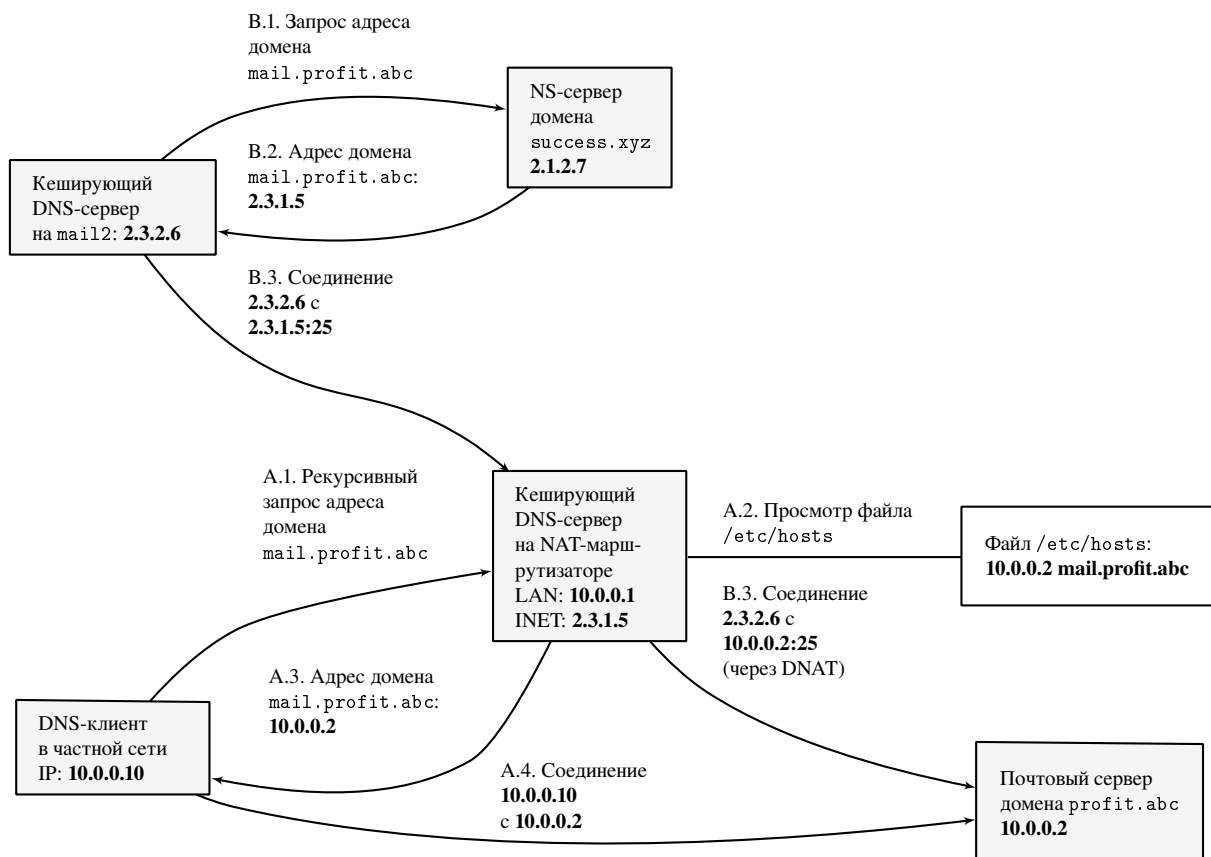 B.1. Запрос адреса
домена
mail.profit.abc
NS-сервер
домена
success.xyz
2.1.2.7
B.2. Адрес домена
mail.profit.abc:
2.3.1.5
Кеширующий
DNS-сервер
на mail2: 2.3.2.6
B.3. Соединение
2.3.2.6 с
2.3.1.5:25
A.1. Рекурсивный
запрос адреса
домена
mail.profit.abc
Кеширующий
DNS-сервер
на NAT-марш-
рутизаторе
LAN: 10.0.0.1
INET: 2.3.1.5
A.2. Просмотр файла
/etc/hosts
Файл /etc/hosts:
10.0.0.2 mail.profit.abc
B.3. Соединение
2.3.2.6 с
10.0.0.2:25
(через DNAT)
A.3. Адрес домена
mail.profit.abc:
10.0.0.2
DNS-клиент
в частной сети
IP: 10.0.0.10
A.4. Соединение
10.0.0.10
с 10.0.0.2
Почтовый сервер
домена profit.abc
10.0.0.2